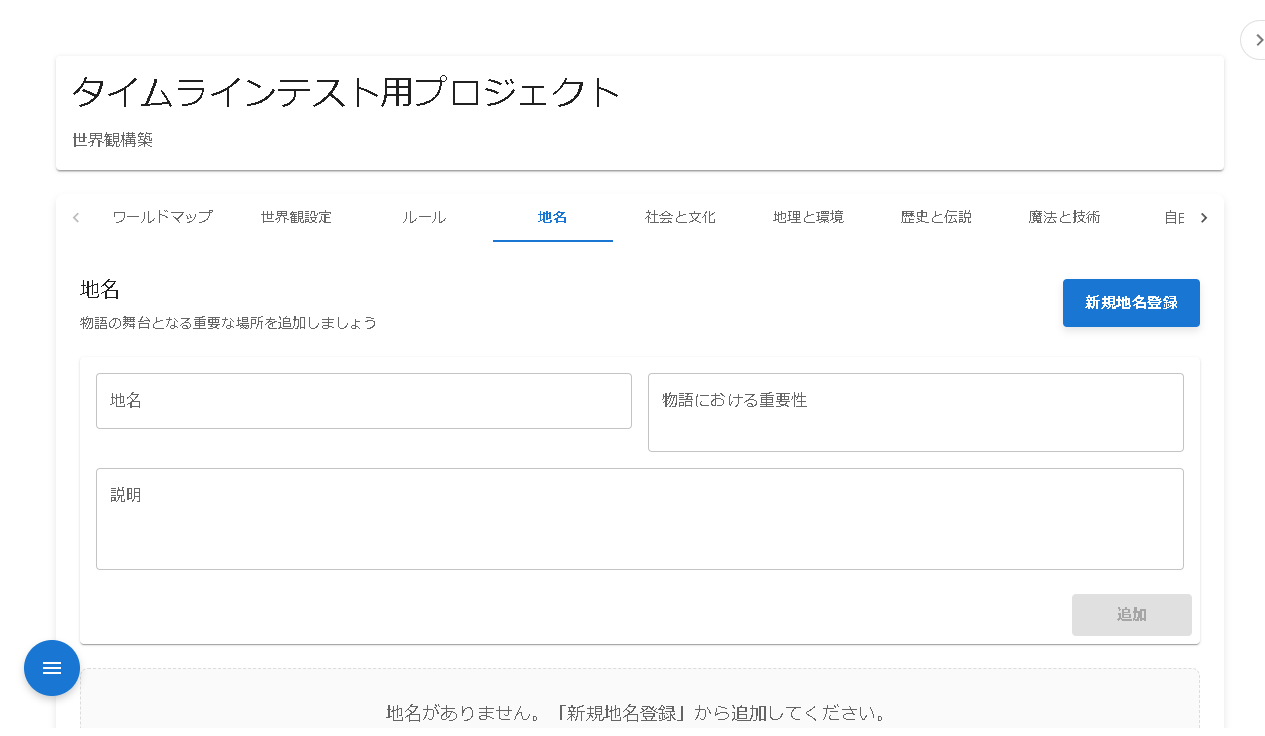 タイムラインテスト用プロジェクト
世界観構築
ワールドマップ 世界観設定 ルール 地名 社会と文化 地理と環境 歴史と伝説 魔法と技術 自由
地名
物語の舞台となる重要な場所を追加しましょう
新規地名登録
地名
物語における重要性
説明
追加
地名がありません。「新規地名登録」から追加してください。